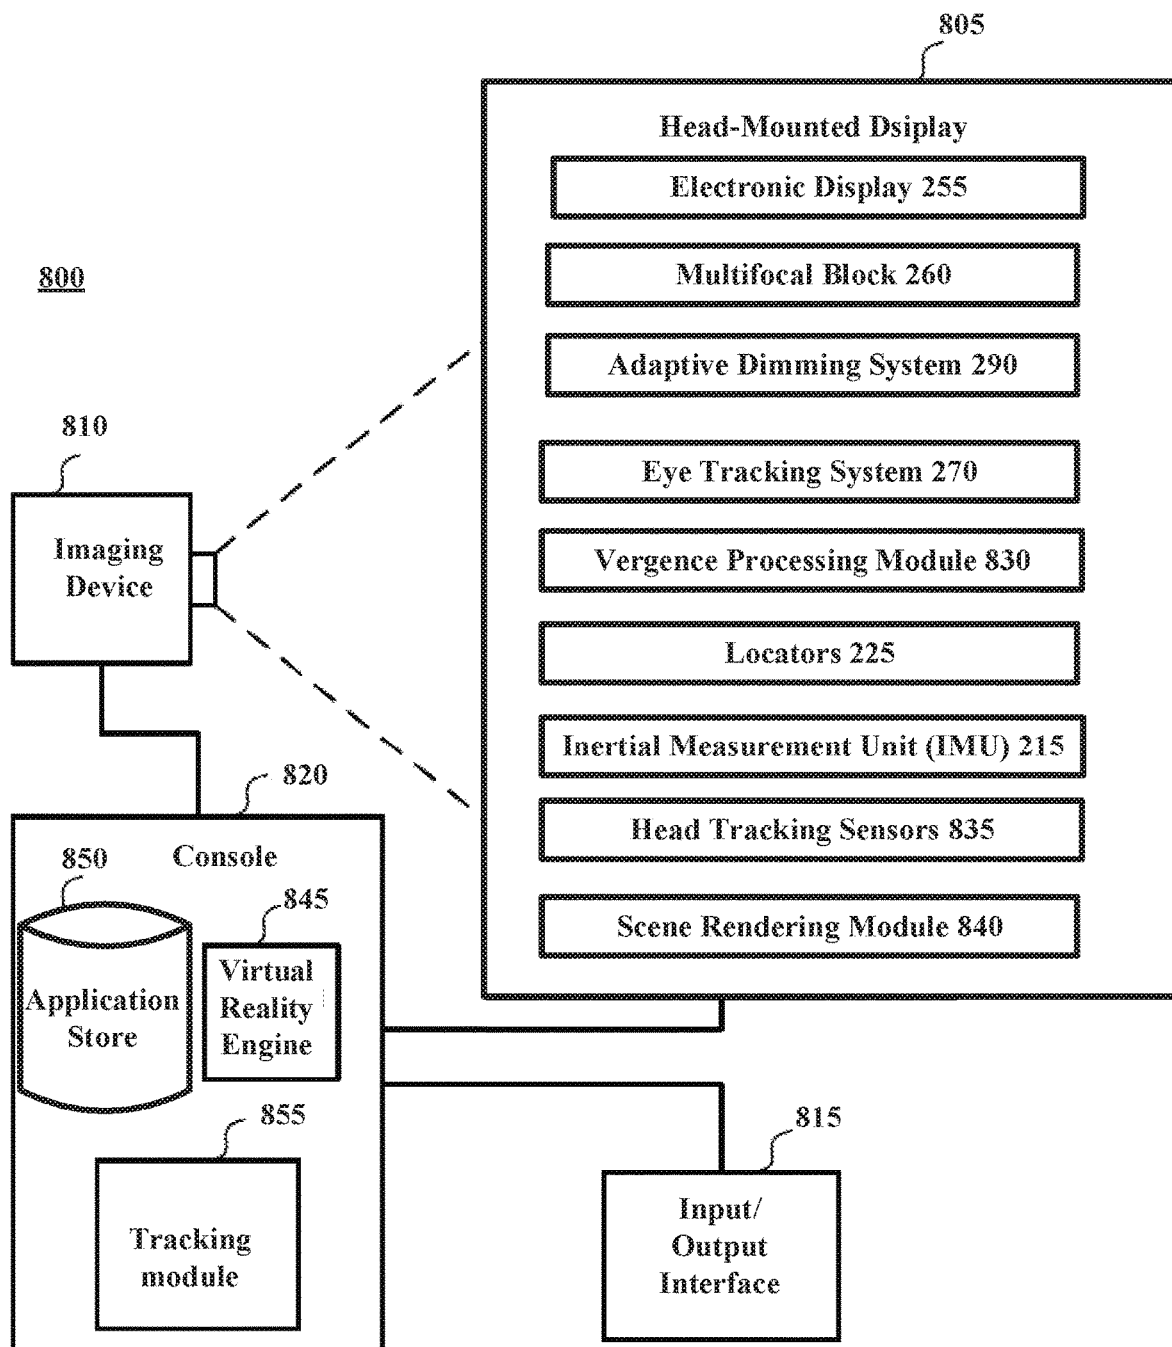 805
Head-Mounted Dsiplay
Electronic Display 255
Multifocal Block 260
800
Adaptive Dimming System 290
810
Eye Tracking System 270
Imaging
Device
Vergence Processing Module 830
Locators 225
Inertial Measurement Unit (IMU) 215
820
Head Tracking Sensors 835
Console
850
845
Scene Rendering Module 840
Virtual
Reality
Engine
Application
Store
855
815
Tracking
module
Input/
Output
Interface